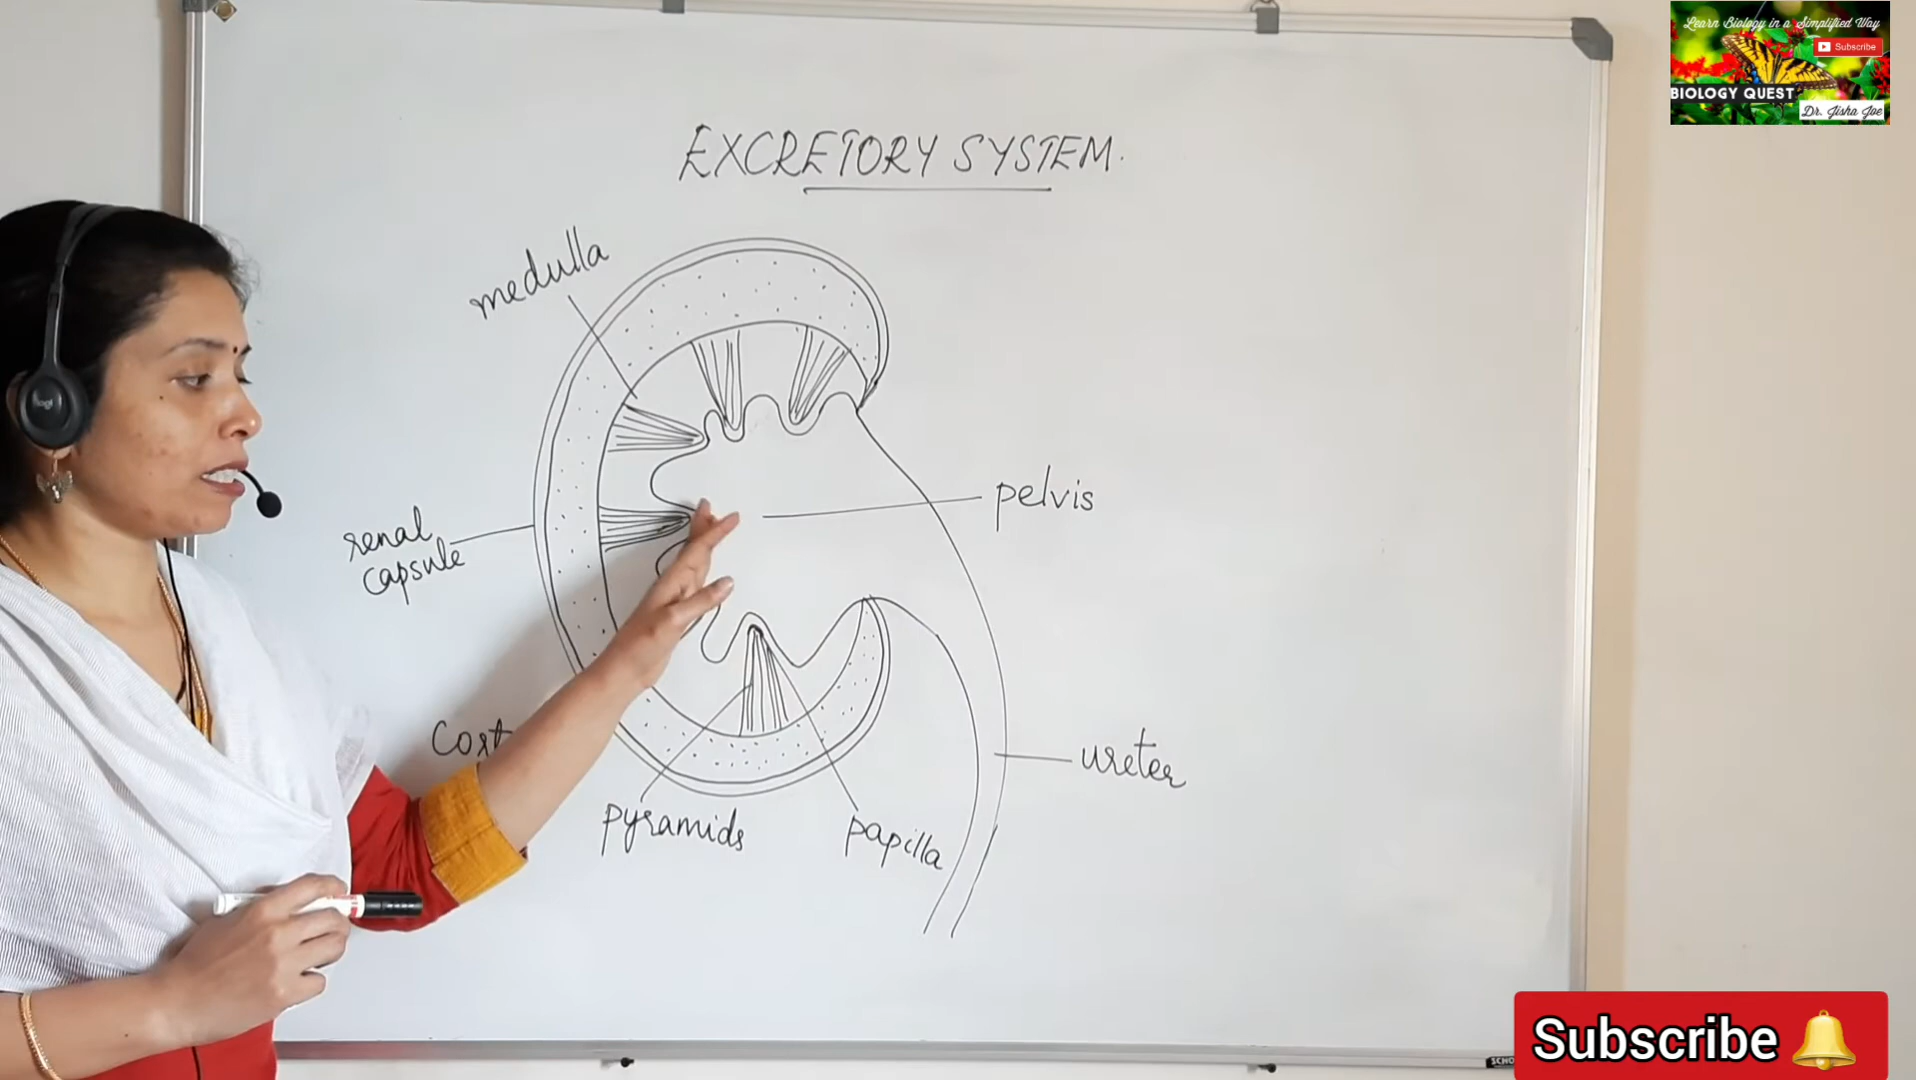 Learn Biology in a Simplified Way
Subscribe
BIOLOGY QUEST
Dr. Jisha Joe
EXCRETORY SYSTEM.
medulla
pelvis
renal
capsule
Cort
ureter
pyramids
papilla
Subscribe